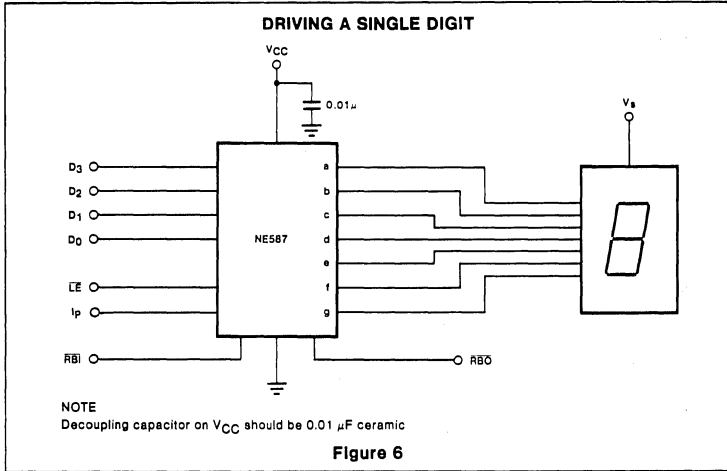 DRIVING A SINGLE DIGIT
VCC
0.01μ
Vs
D3
D2
D1
D0
LE
Ip
RBI
NE587
a
b
c
d
e
f
g
RBO
NOTE
Decoupling capacitor on VCC should be 0.01 μF ceramic
Figure 6